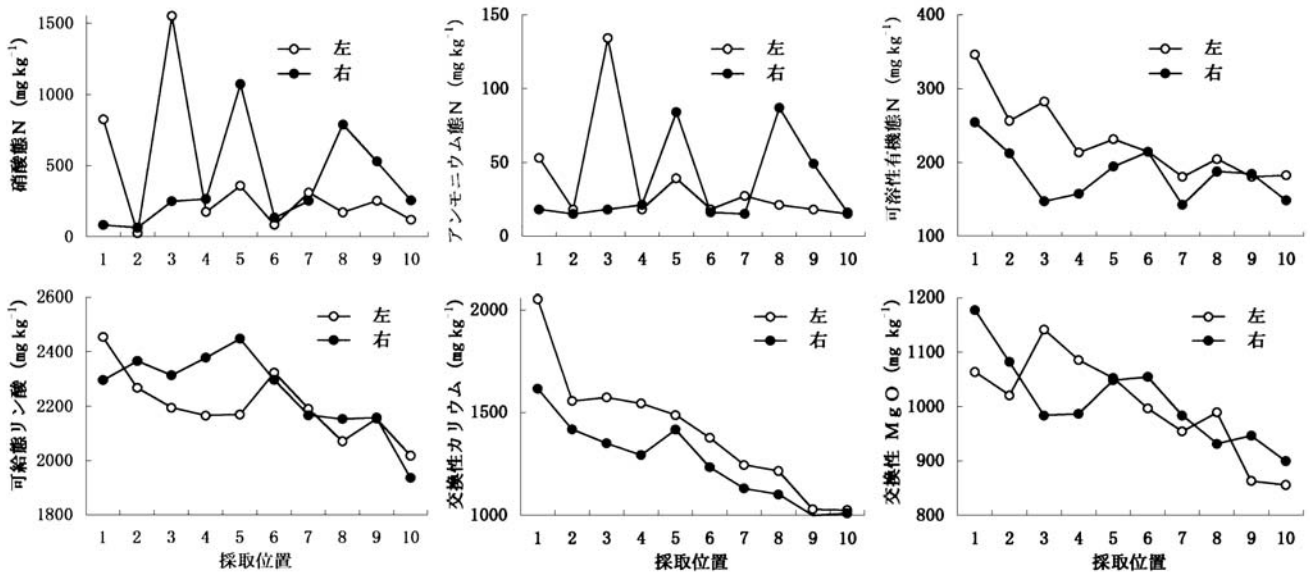 硝酸態N (mg kg⁻¹)
1500
1000
500
0
左
右
1 2 3 4 5 6 7 8 9 10
アンモニウム態N (mg kg⁻¹)
150
100
50
0
左
右
1 2 3 4 5 6 7 8 9 10
可溶性有機態N (mg kg⁻¹)
400
300
200
100
左
右
1 2 3 4 5 6 7 8 9 10
可給態リン酸 (mg kg⁻¹)
2600
2400
2200
2000
1800
左
右
1 2 3 4 5 6 7 8 9 10
採取位置
交換性カリウム (mg kg⁻¹)
2000
1500
1000
左
右
1 2 3 4 5 6 7 8 9 10
採取位置
交換性 MgO (mg kg⁻¹)
1200
1100
1000
900
800
左
右
1 2 3 4 5 6 7 8 9 10
採取位置